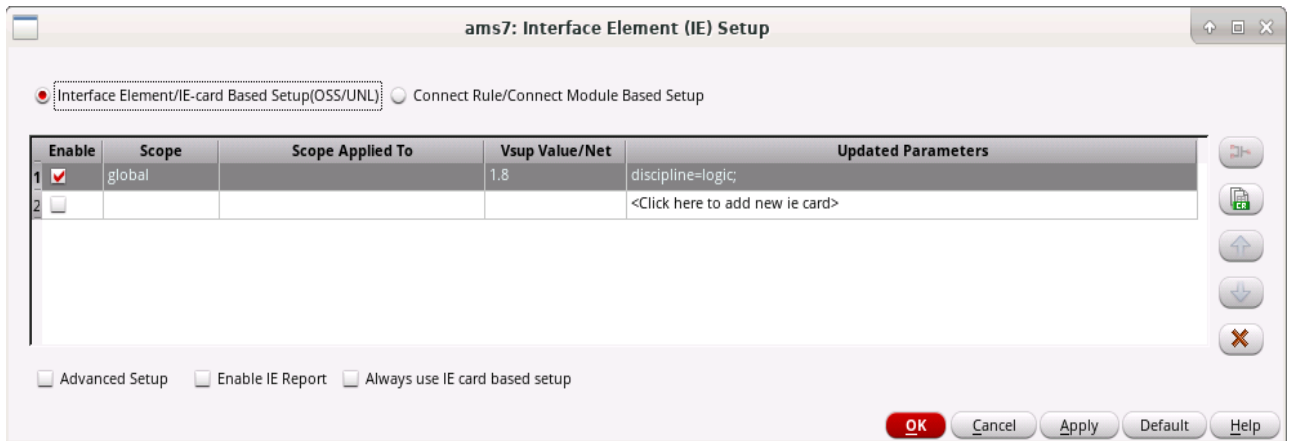 ams7: Interface Element (IE) Setup
Interface Element/IE-card Based Setup(OSS/UNL) Connect Rule/Connect Module Based Setup
Enable Scope Scope Applied To Vsup Value/Net Updated Parameters
1 global 1.8 discipline=logic;
2 <Click here to add new ie card>
CR
Advanced Setup Enable IE Report Always use IE card based setup
OK Cancel Apply Default Help